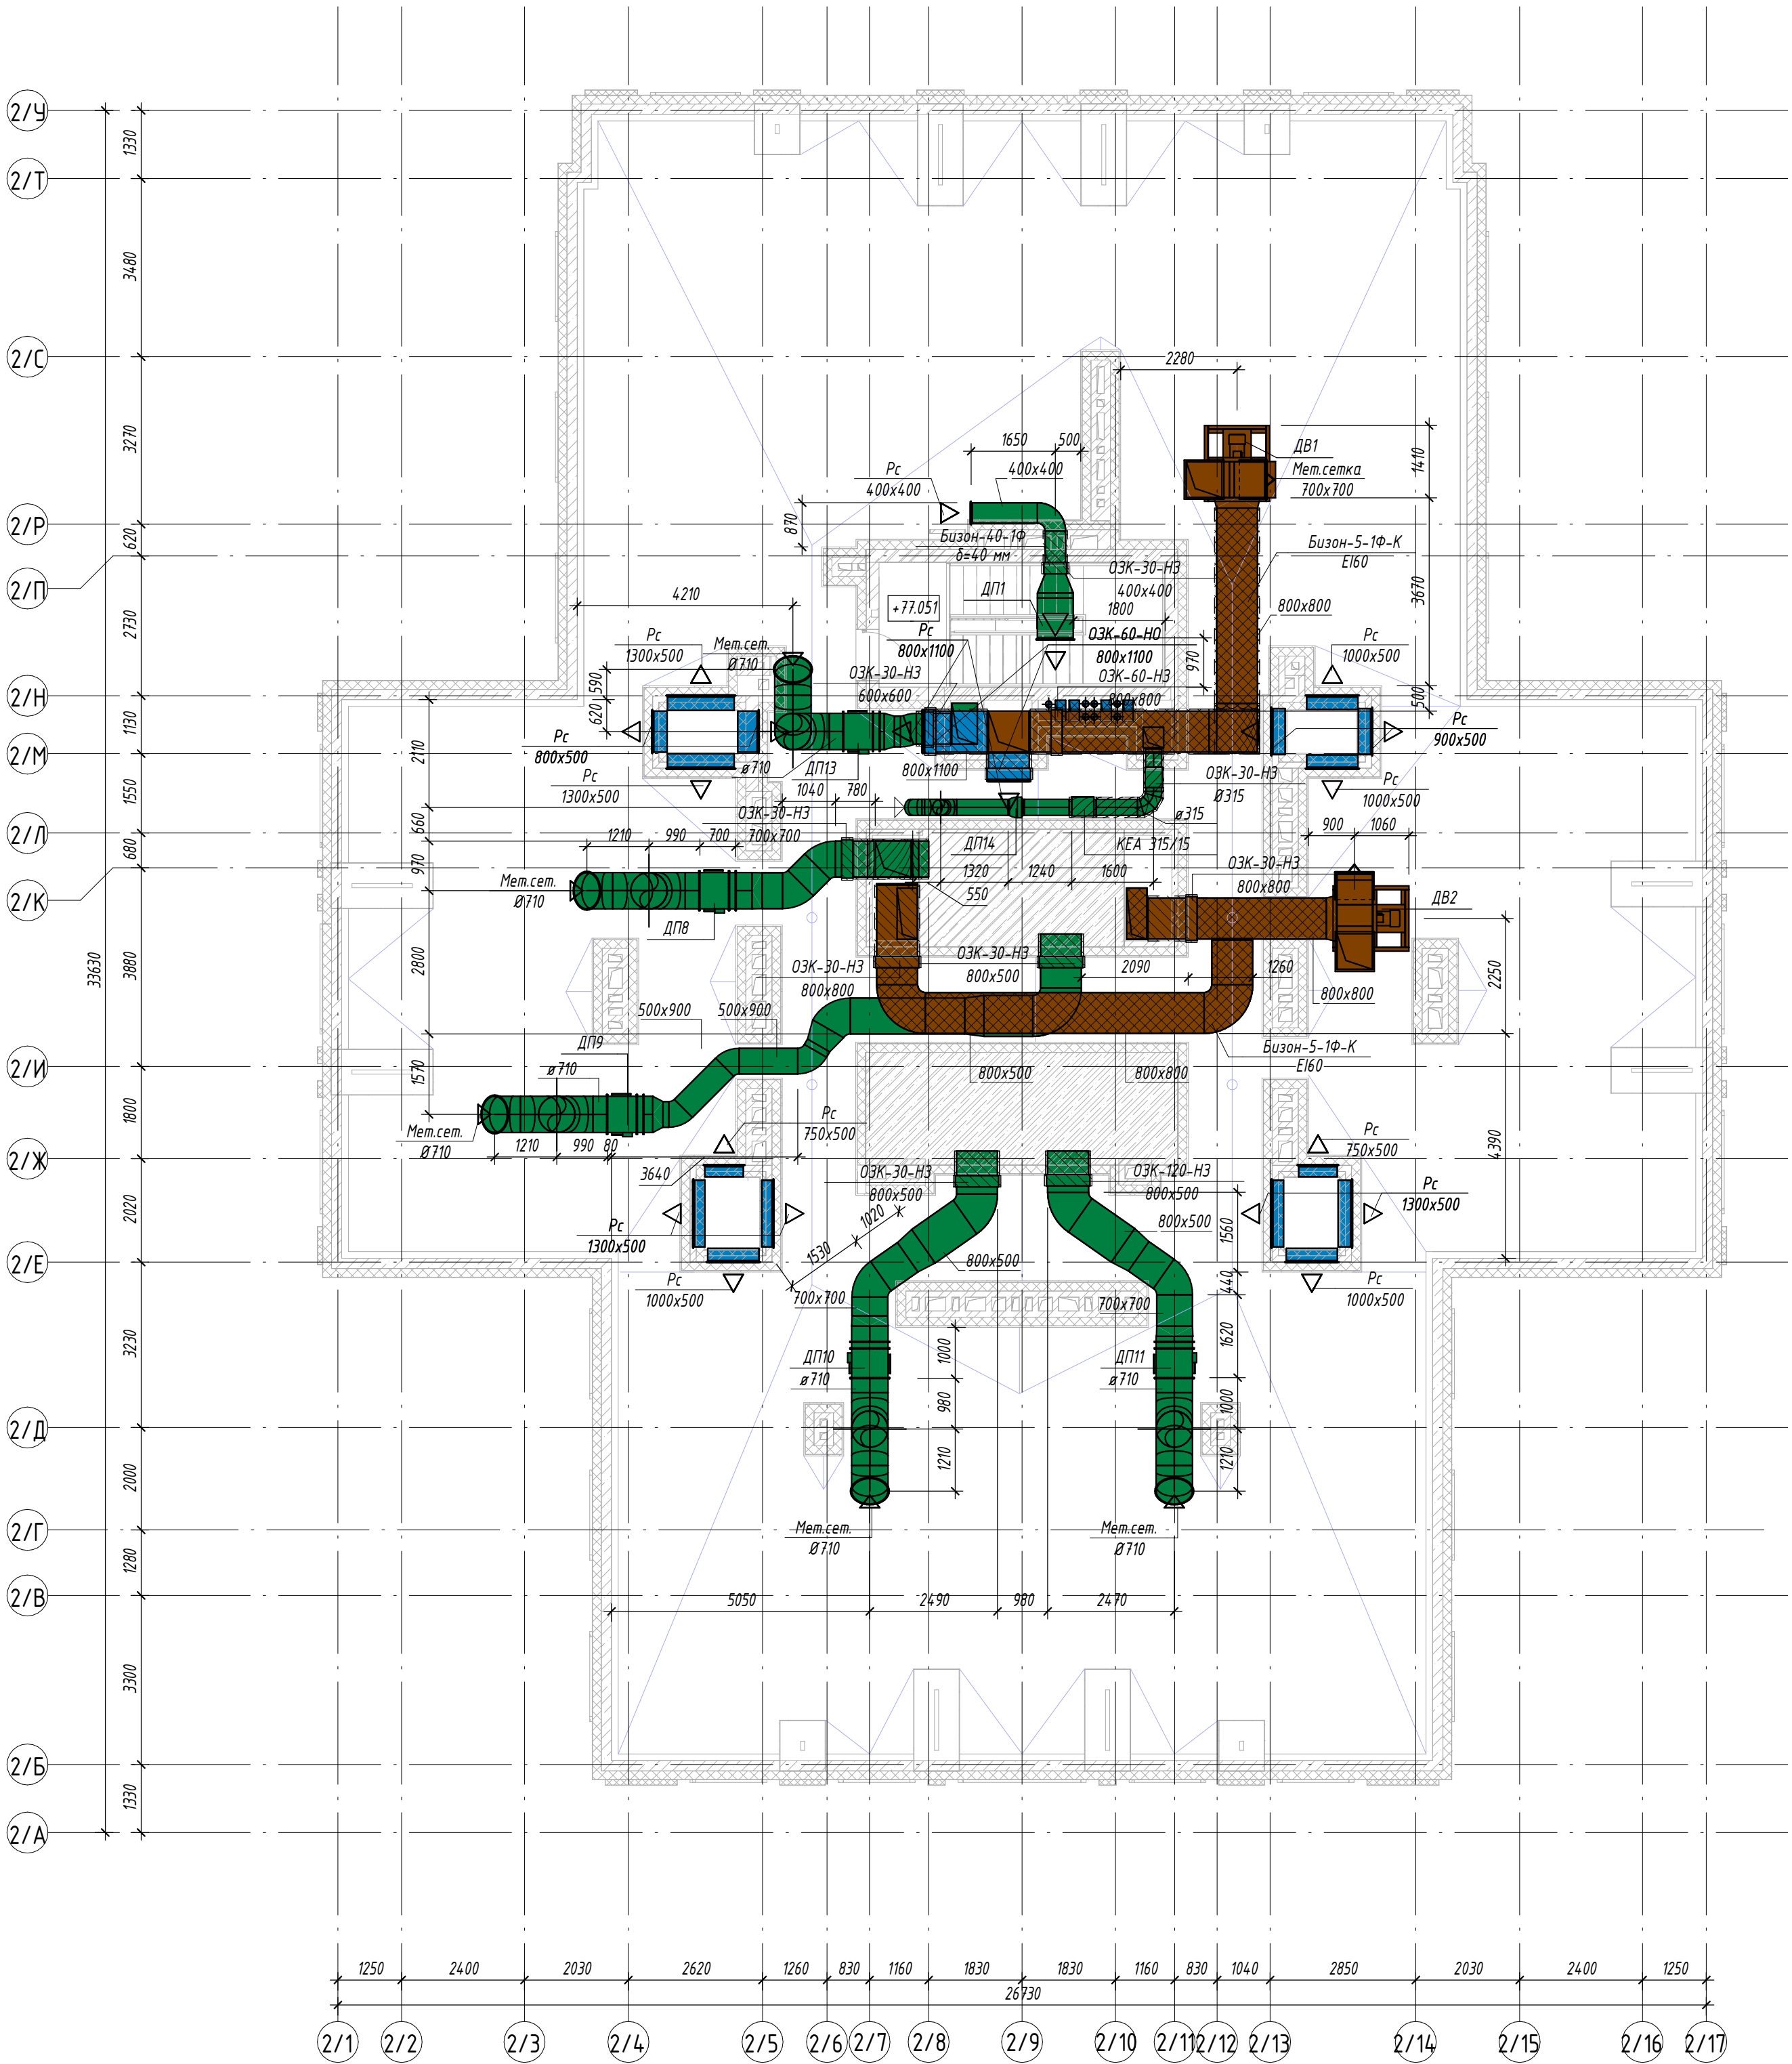 2/У
2/Т
2/С
2/Р
2/П
2/Н
2/М
2/Л
2/К
2/И
2/Ж
2/Е
2/Д
2/Г
2/В
2/Б
2/А
33630
1330
3480
3270
620
2730
1130
1550
680
3880
1800
2020
3230
2000
1280
3300
1330
2280
1650
500
400х400
Рс
400х400
870
Бизон-40-1Ф
δ=40 мм
ОЗК-30-НЗ
400х400
ДП1
1800
+77.051
ДВ1
Мет.сетка
700х700
1410
Бизон-5-1Ф-К
EI60
3670
800х800
970
500
4210
Рс
1300х500
Мет.сет.
Ø710
590
620
ОЗК-30-НЗ
600х600
Рс
800х1100
ОЗК-60-НО
800х1100
ОЗК-60-НЗ
800х800
Рс
1000х500
Рс
800х500
ø710
ДП13
800х1100
Рс
900х500
Рс
1300х500
1040
780
ОЗК-30-НЗ
700х700
ОЗК-30-НЗ
Ø315
ø315
Рс
1000х500
2110
660
970
2800
1570
1210
990
700
ДП14
КЕА 315/15
1320
1240
1600
550
900
1060
Мет.сет.
Ø710
ДП8
ОЗК-30-НЗ
800х800
ДВ2
ОЗК-30-НЗ
800х800
ОЗК-30-НЗ
800х500
2090
1260
800х800
2250
500х900
500х900
ДП9
ø710
800х500
800х800
Бизон-5-1Ф-К
EI60
4390
Мет.сет.
Ø710
1210
990
80
3640
Рс
750х500
Рс
750х500
ОЗК-30-НЗ
800х500
ОЗК-120-НЗ
800х500
Рс
1300х500
Рс
1300х500
1020
1530
800х500
800х500
1560
440
Рс
1000х500
Рс
1000х500
700х700
700х700
1620
1000
ДП10
ø710
ДП11
ø710
1000
980
1210
1210
Мет.сет.
Ø710
Мет.сет.
Ø710
5050
2490
980
2470
1250
2400
2030
2620
1260
830
1160
1830
1830
1160
830
1040
2850
2030
2400
1250
26730
2/1
2/2
2/3
2/4
2/5
2/6
2/7
2/8
2/9
2/10
2/11
2/12
2/13
2/14
2/15
2/16
2/17